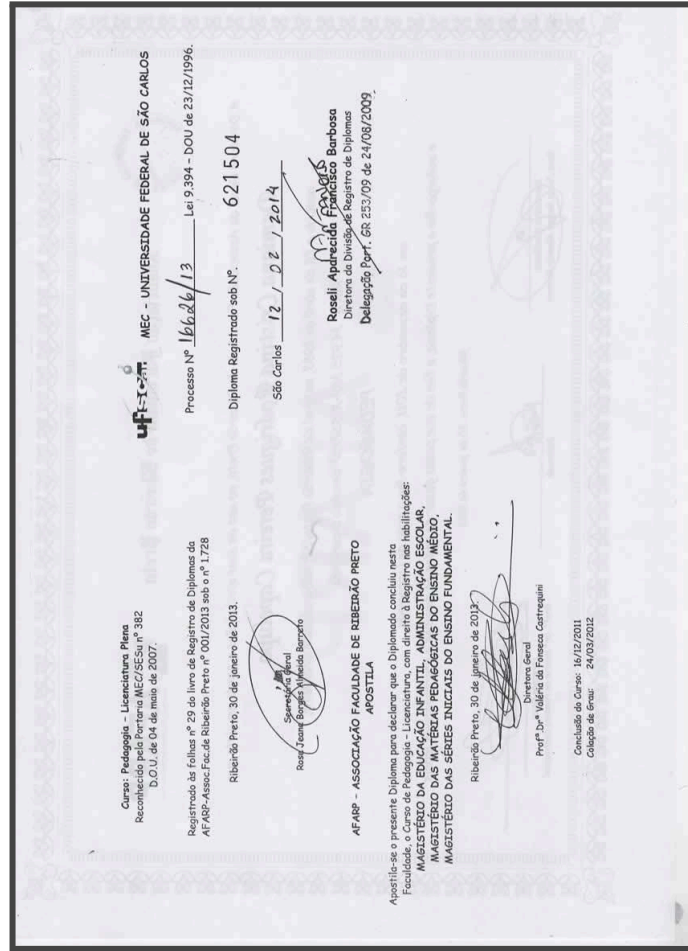 Curso: Pedagogia - Licenciatura Plena
Reconhecido pela Portaria MEC/SESu nº 382
D.O.U. de 04 de maio de 2007.
Registrado às folhas nº 29 do livro de Registro de Diplomas da
AFARP-Assoc.Fac.de Ribeirão Preto nº 001/2013 sob o nº 1.728
Ribeirão Preto, 30 de janeiro de 2013.
Secretária Geral
Rosa Jeane Borges Almeida Barreto
AFARP - ASSOCIAÇÃO FACULDADE DE RIBEIRÃO PRETO
APOSTILA
Apostila-se o presente Diploma para declarar que o Diplomado concluiu nesta
Faculdade, o Curso de Pedagogia - Licenciatura, com direito à Registro nas habilitações:
MAGISTÉRIO DA EDUCAÇÃO INFANTIL, ADMINISTRAÇÃO ESCOLAR,
MAGISTÉRIO DAS MATÉRIAS PEDAGÓGICAS DO ENSINO MÉDIO,
MAGISTÉRIO DAS SÉRIES INICIAIS DO ENSINO FUNDAMENTAL.
Ribeirão Preto, 30 de janeiro de 2013.
Diretora Geral
Profª.Drª Valéria da Fonseca Castrequini
Conclusão do Curso: 16/12/2011
Colação de Grau: 24/03/2012
MEC - UNIVERSIDADE FEDERAL DE SÃO CARLOS
Processo Nº 16626/13 Lei 9.394 - DOU de 23/12/1996.
Diploma Registrado sob Nº. 621504
São Carlos 12 / 02 / 2014
Roseli Aparecida Francisco Barbosa
Diretora da Divisão de Registro de Diplomas
Delegação Port. GR 253/09 de 24/08/2009